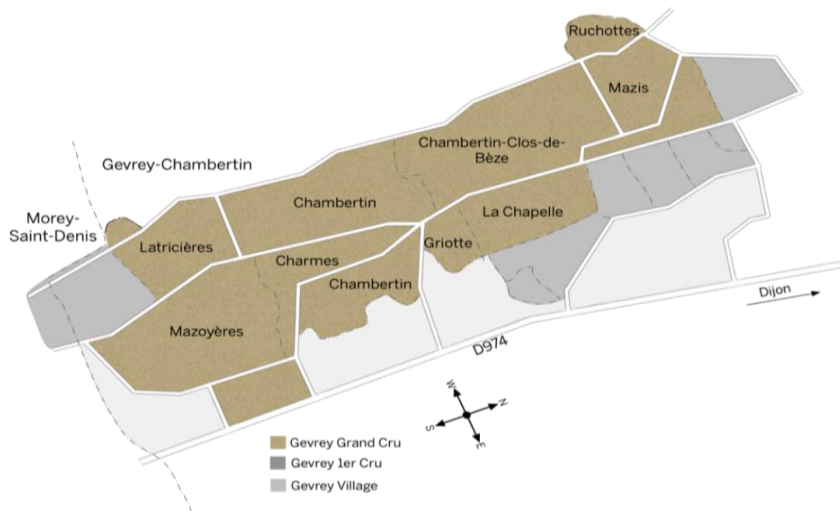 Ruchottes
Mazis
Chambertin-Clos-de-
Bèze
Gevrey-Chambertin
Chambertin
La Chapelle
Morey-
Saint-Denis
Latricières
Griotte
Charmes
Chambertin
Mazoyères
Dijon
D974
W
N
S
E
Gevrey Grand Cru
Gevrey 1er Cru
Gevrey Village